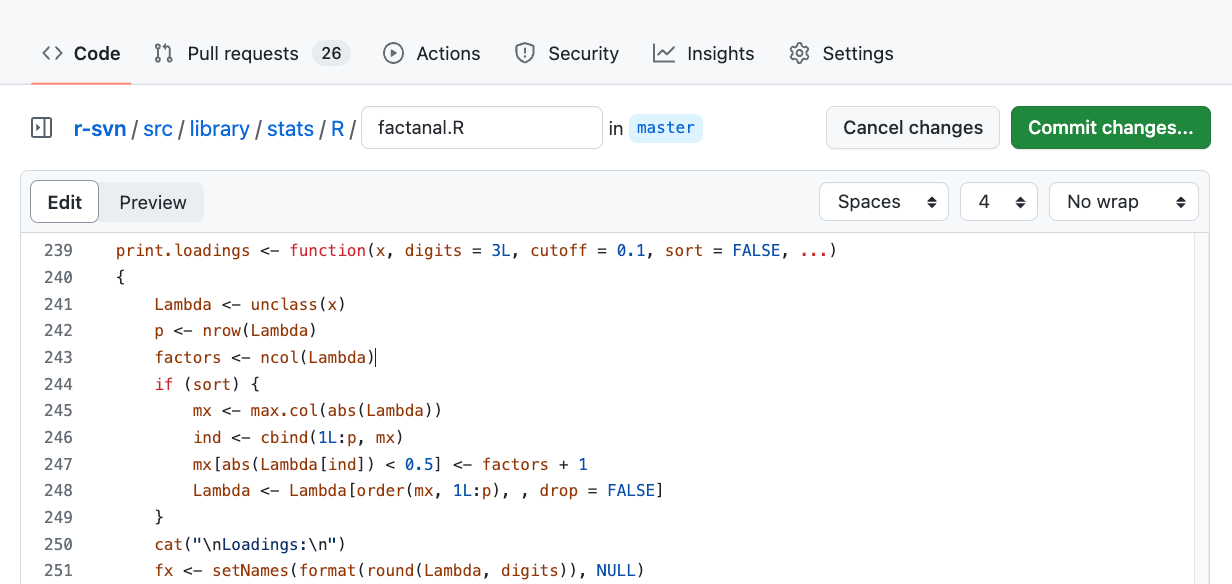 Code Pull requests 26 Actions Security Insights Settings
r-svn / src / library / stats / R / factanal.R in master Cancel changes Commit changes...
Edit Preview Spaces 4 No wrap
239 print.loadings <- function(x, digits = 3L, cutoff = 0.1, sort = FALSE, ...)
240 {
241     Lambda <- unclass(x)
242     p <- nrow(Lambda)
243     factors <- ncol(Lambda)
244     if (sort) {
245         mx <- max.col(abs(Lambda))
246         ind <- cbind(1L:p, mx)
247         mx[abs(Lambda[ind]) < 0.5] <- factors + 1
248         Lambda <- Lambda[order(mx, 1L:p), , drop = FALSE]
249     }
250     cat("\nLoadings:\n")
251     fx <- setNames(format(round(Lambda, digits)), NULL)